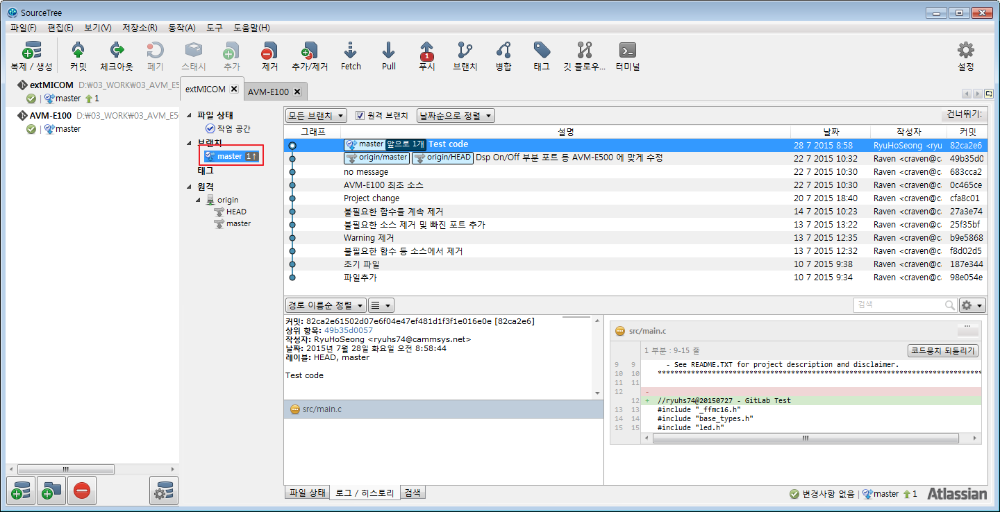 SourceTree
파일(F) 편집(E) 보기(V) 저장소(R) 동작(A) 도구 도움말(H)
복제 / 생성 커밋 체크아웃 폐기 스태시 추가 제거 추가/제거 Fetch Pull 1 푸시 브랜치 병합 태그 깃 플로우... 터미널 설정
extMICOM D:₩03_WORK₩03_AVM_E5
master 1
AVM-E100 D:₩03_WORK₩03_AVM_E5
master
extMICOM AVM-E100
파일 상태
작업 공간
브랜치
master 1↑
태그
원격
origin
HEAD
master
모든 브랜치 원격 브랜치 날짜순으로 정렬 건너뛰기:
그래프 설명 날짜 작성자 커밋
master 앞으로 1개 Test code 28 7 2015 8:58 RyuHoSeong <ryu 82ca2e6
origin/master origin/HEAD Dsp On/Off 부분 포트 등 AVM-E500 에 맞게 수정 22 7 2015 10:32 Raven <craven@c 49b35d0
no message 22 7 2015 10:30 Raven <craven@c 683cca2
AVM-E100 최초 소스 22 7 2015 10:30 Raven <craven@c 0c465ce
Project change 20 7 2015 18:40 Raven <craven@c cfa8c01
불필요한 함수들 계속 제거 14 7 2015 10:23 Raven <craven@c 27a3e74
불필요한 소스 제거 및 빠진 포트 추가 13 7 2015 13:22 Raven <craven@c 25f35bf
Warning 제거 13 7 2015 12:35 Raven <craven@c b9e5868
불필요한 함수 등 소스에서 제거 13 7 2015 12:32 Raven <craven@c f8d02d5
초기 파일 10 7 2015 9:38 Raven <craven@c 187e344
파일추가 10 7 2015 9:34 Raven <craven@c 98e054e
경로 이름순 정렬 검색
커밋: 82ca2e61502d07e6f04e47ef481d1f3f1e016e0e [82ca2e6]
상위 항목: 49b35d0057
작성자: RyuHoSeong <ryuhs74@cammsys.net>
날짜: 2015년 7월 28일 화요일 오전 8:58:44
레이블: HEAD, master
Test code
src/main.c
src/main.c
1 부분 : 9-15 줄 코드뭉치 되돌리기
9 9 - See README.TXT for project description and disclaimer.
10 10 *******************************************************************************
11 11
12 -
12 + //ryuhs74@20150727 - GitLab Test
13 13 #include "_ffmc16.h"
14 14 #include "base_types.h"
15 15 #include "led.h"
파일 상태 로그 / 히스토리 검색
변경사항 없음 master 1 Atlassian